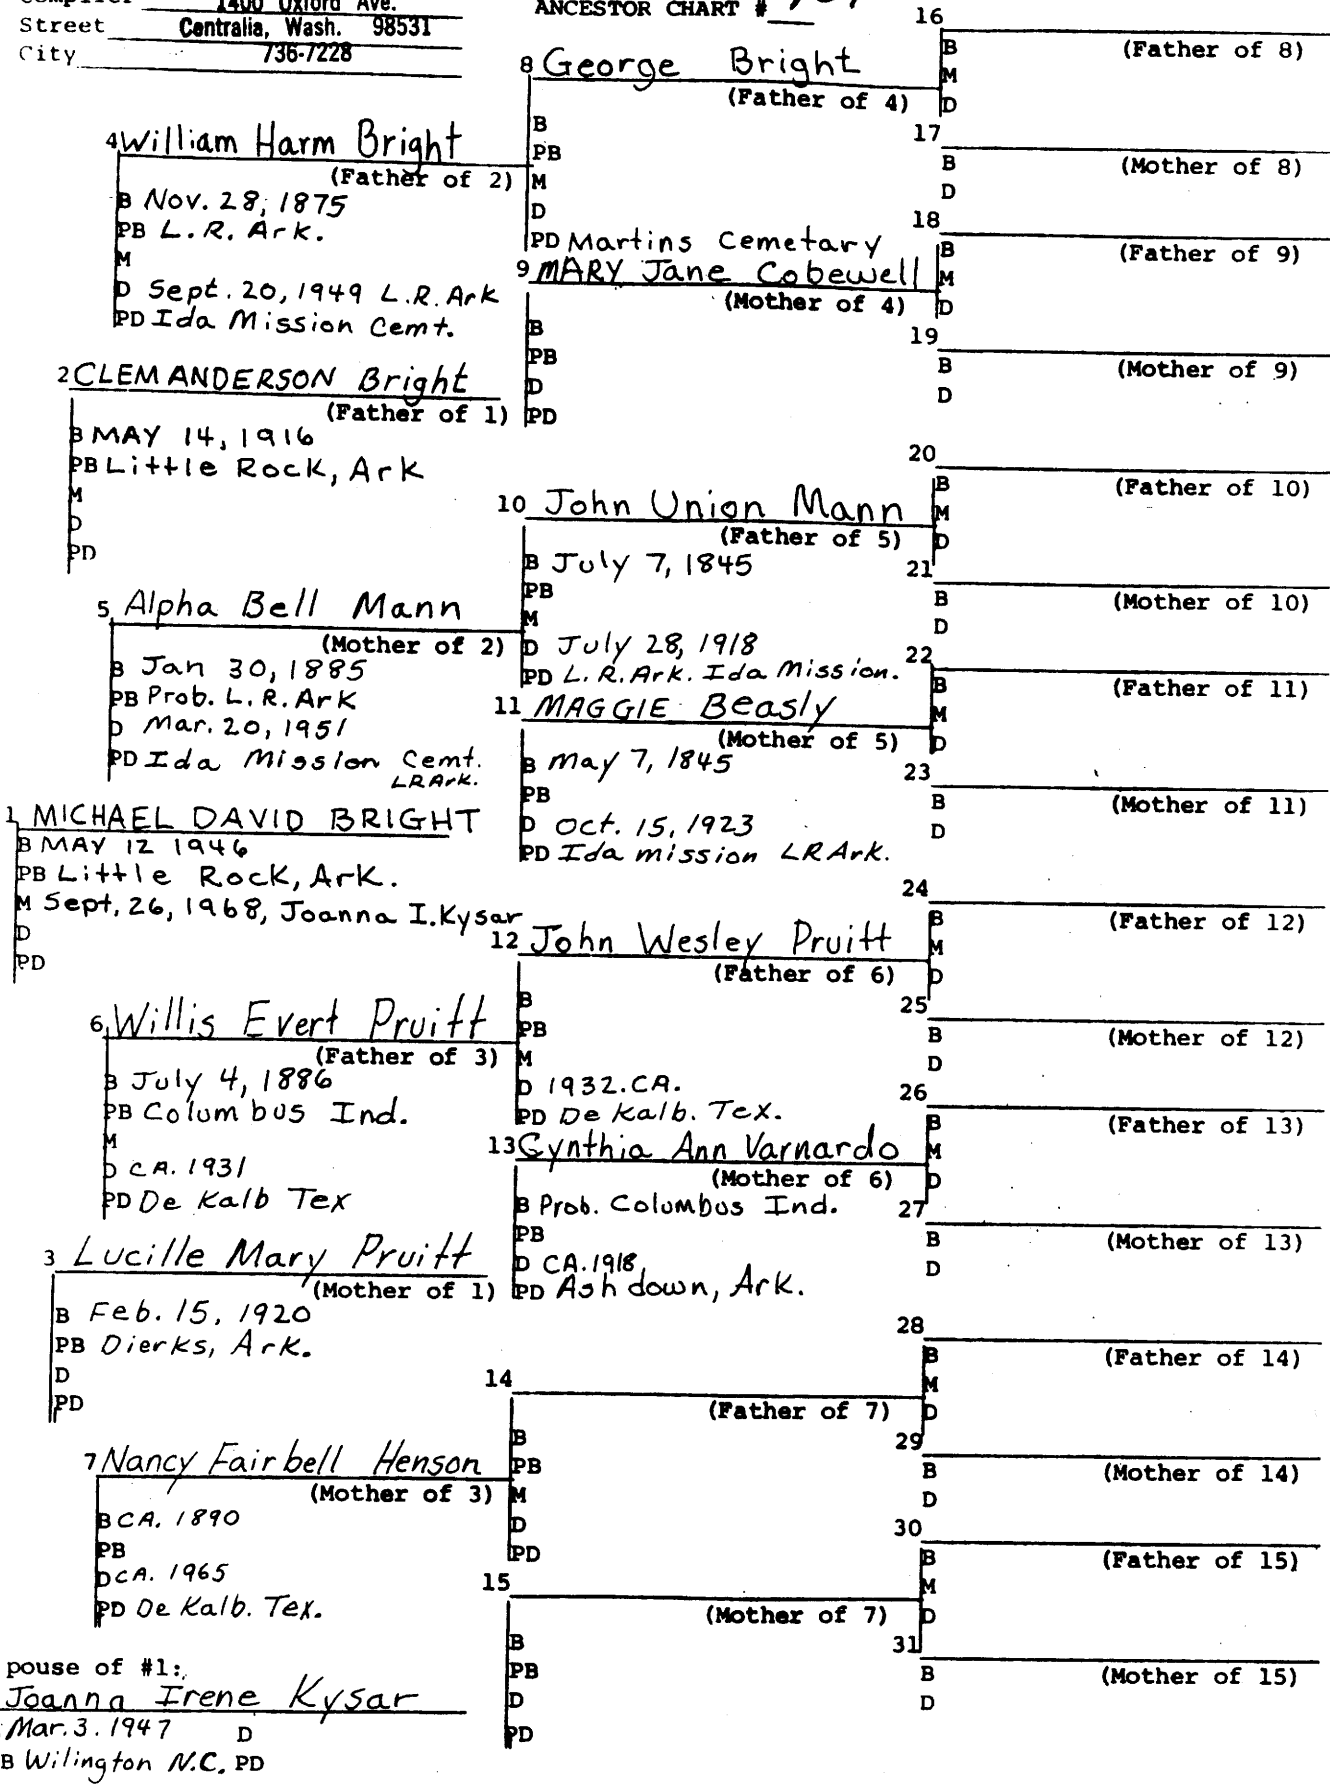 1400 Oxford Ave.
Street Centralia, Wash. 98531
City 736-7228
ANCESTOR CHART #
8 George Bright
(Father of 4)
B
PB
M
D
PD Martins Cemetary
4 William Harm Bright
(Father of 2)
B Nov. 28, 1875
PB L.R. Ark.
M
D Sept. 20, 1949 L.R. Ark
PD Ida Mission Cemt.
9 MARY Jane Cobewell
(Mother of 4)
B
PB
D
PD
2 CLEM ANDERSON Bright
(Father of 1)
B MAY 14, 1916
PB Little Rock, Ark
M
D
PD
10 John Union Mann
(Father of 5)
B July 7, 1845
PB
M
D July 28, 1918
PD L.R. Ark. Ida Mission.
5 Alpha Bell Mann
(Mother of 2)
B Jan 30, 1885
PB Prob. L.R. Ark
D Mar. 20, 1951
PD Ida Mission Cemt.
LRArk.
11 MAGGIE Beasly
(Mother of 5)
B May 7, 1845
PB
D Oct. 15, 1923
PD Ida mission LRArk.
1 MICHAEL DAVID BRIGHT
B MAY 12 1946
PB Little Rock, Ark.
M Sept. 26, 1968, Joanna I. Kysar
D
PD
12 John Wesley Pruitt
(Father of 6)
B
PB
M
D 1932.CA.
PD De Kalb. Tex.
6 Willis Evert Pruitt
(Father of 3)
B July 4, 1886
PB Columbus Ind.
M
D CA. 1931
PD De Kalb Tex
13 Cynthia Ann Varnardo
(Mother of 6)
B Prob. Columbus Ind.
PB
D CA. 1918
PD Ashdown, Ark.
3 Lucille Mary Pruitt
(Mother of 1)
B Feb. 15, 1920
PB Dierks, Ark.
D
PD
14
(Father of 7)
B
PB
M
D
PD
7 Nancy Fairbell Henson
(Mother of 3)
B CA. 1890
PB
D CA. 1965
PD De Kalb. Tex.
15
(Mother of 7)
B
PB
D
PD
pouse of #1:
Joanna Irene Kysar
Mar. 3. 1947 D
B Wilington N.C. PD
16
(Father of 8)
B
M
D
17
(Mother of 8)
B
D
18
(Father of 9)
B
M
D
19
(Mother of 9)
B
D
20
(Father of 10)
B
M
D
21
(Mother of 10)
B
D
22
(Father of 11)
B
M
D
23
(Mother of 11)
B
D
24
(Father of 12)
B
M
D
25
(Mother of 12)
B
D
26
(Father of 13)
B
M
D
27
(Mother of 13)
B
D
28
(Father of 14)
B
M
D
29
(Mother of 14)
B
D
30
(Father of 15)
B
M
D
31
(Mother of 15)
B
D